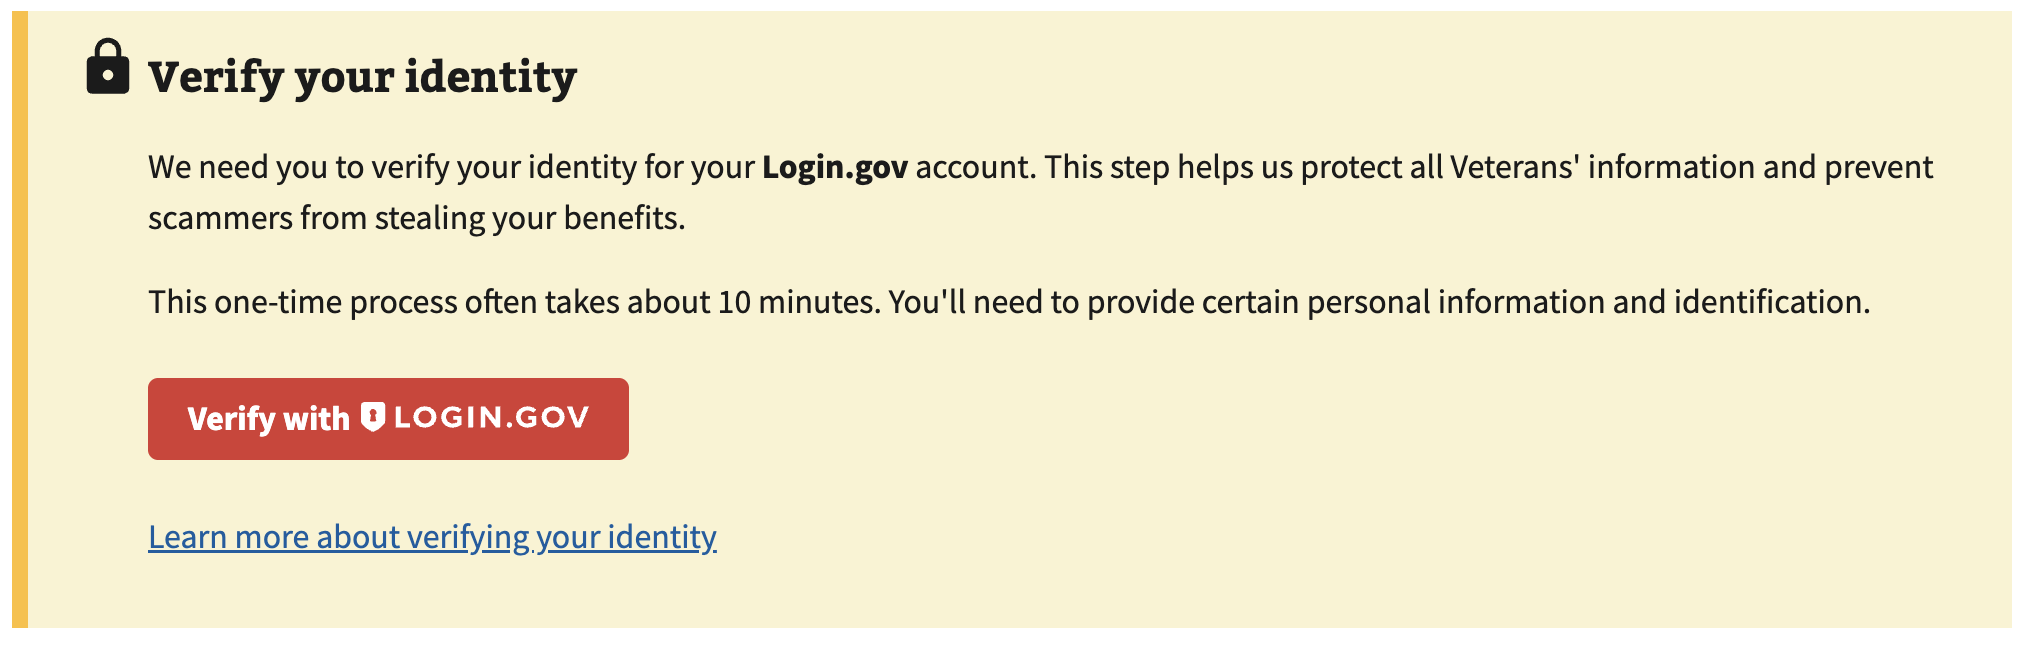 Verify your identity
We need you to verify your identity for your Login.gov account. This step helps us protect all Veterans' information and prevent
scammers from stealing your benefits.
This one-time process often takes about 10 minutes. You'll need to provide certain personal information and identification.
Verify with LOGIN.GOV
Learn more about verifying your identity